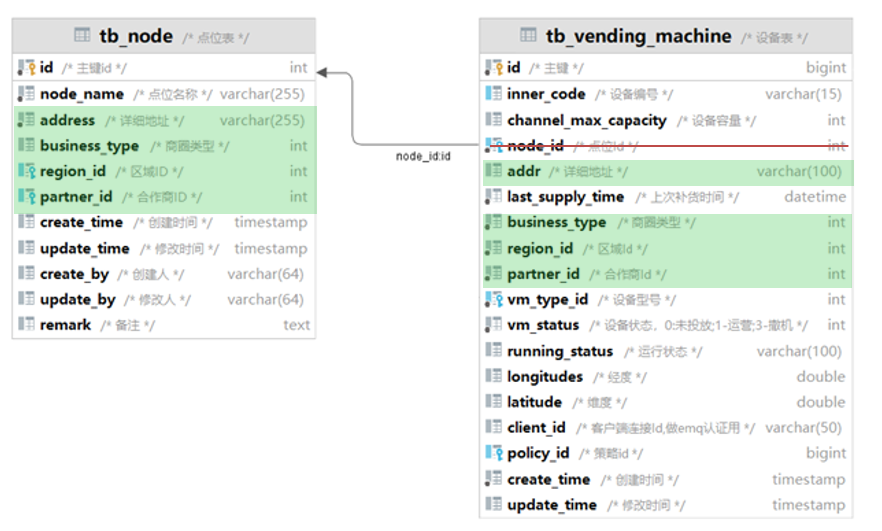 tb_node /* 点位表 */
id /* 主键id */ int
node_name /* 点位名称 */ varchar(255)
address /* 详细地址 */ varchar(255)
business_type /* 商圈类型 */ int
region_id /* 区域ID */ int
partner_id /* 合作商ID */ int
create_time /* 创建时间 */ timestamp
update_time /* 修改时间 */ timestamp
create_by /* 创建人 */ varchar(64)
update_by /* 修改人 */ varchar(64)
remark /* 备注 */ text
node_id:id
tb_vending_machine /* 设备表 */
id /* 主键 */ bigint
inner_code /* 设备编号 */ varchar(15)
channel_max_capacity /* 设备容量 */ int
node_id /* 点位Id */ int
addr /* 详细地址 */ varchar(100)
last_supply_time /* 上次补货时间 */ datetime
business_type /* 商圈类型 */ int
region_id /* 区域Id */ int
partner_id /* 合作商Id */ int
vm_type_id /* 设备型号 */ int
vm_status /* 设备状态，0:未投放;1-运营;3-撤机 */ int
running_status /* 运行状态 */ varchar(100)
longitudes /* 经度 */ double
latitude /* 维度 */ double
client_id /* 客户端连接Id,做emq认证用 */ varchar(50)
policy_id /* 策略id */ bigint
create_time /* 创建时间 */ timestamp
update_time /* 修改时间 */ timestamp